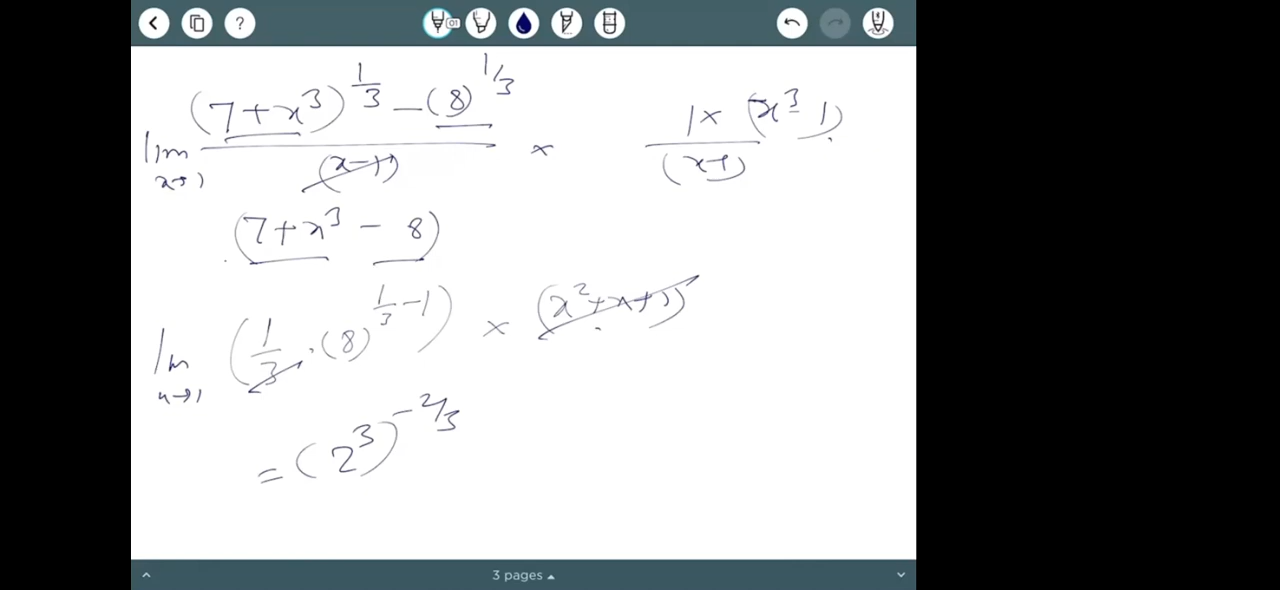 lim x→1 ((7+x³)^(1/3) − (8)^(1/3)) / (x−1) × 1×(x³−1) / (x−1)
(7+x³ − 8)
lim x→1 (1/3 · (8)^(1/3 −1)) × (x²+x+1)
= (2³)^(−2/3)
3 pages